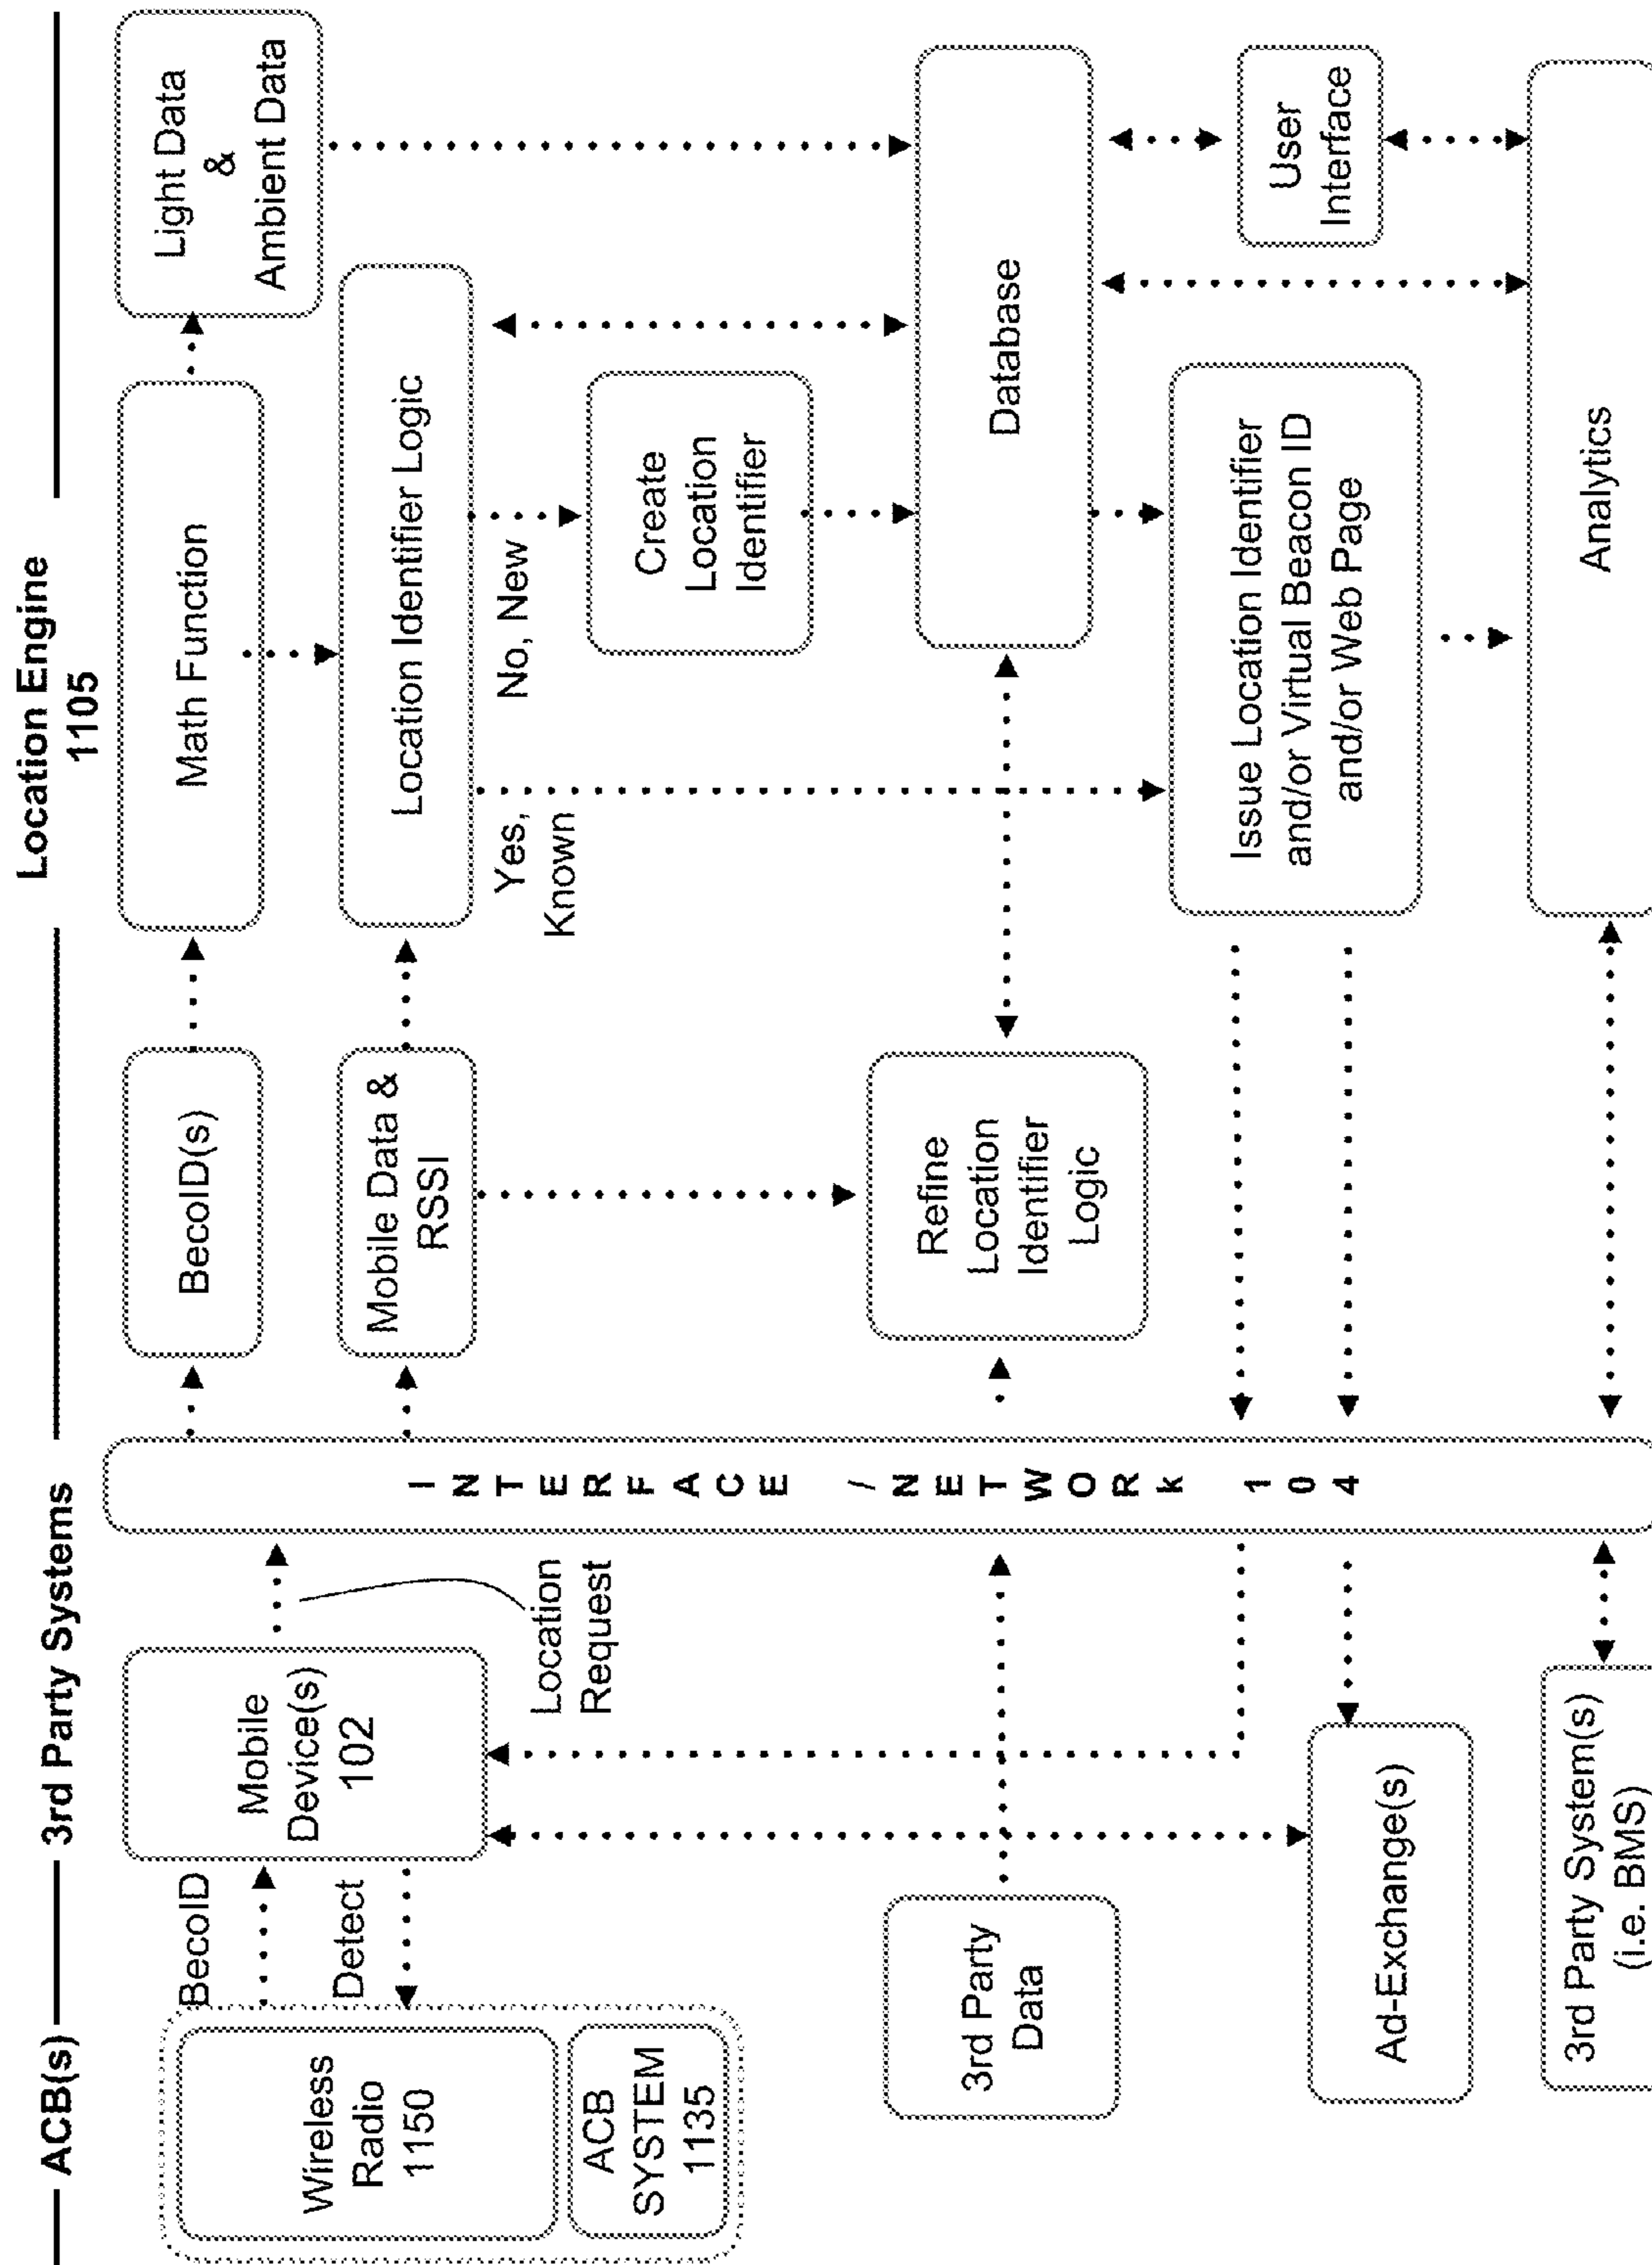 ACB(s)
3rd Party Systems
Location Engine
1105
Wireless
Radio
1150
ACB
SYSTEM
1135
BecoID
Detect
Mobile
Device(s)
102
Location
Request
3rd Party
Data
Ad-Exchange(s)
3rd Party System(s)
(i.e. BMS)
INTERFACE /NETWORk 104
BecoID(s)
Mobile Data &
RSSI
Refine
Location
Identifier
Logic
Math Function
Light Data
&
Ambient Data
Location Identifier Logic
Yes,
Known
No, New
Create
Location
Identifier
Database
Issue Location Identifier
and/or Virtual Beacon ID
and/or Web Page
User
Interface
Analytics